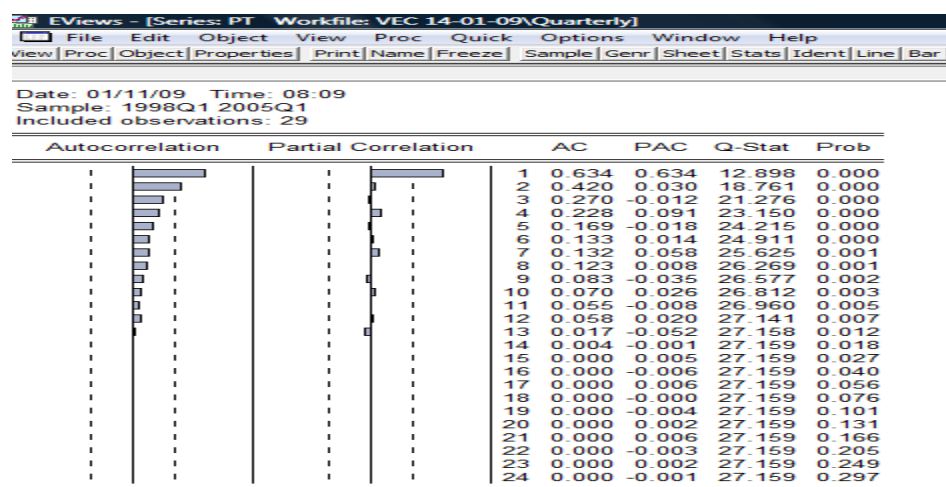 EViews - [Series: PT Workfile: VEC 14-01-09\Quarterly]
File Edit Object View Proc Quick Options Window Help
View Proc Object Properties Print Name Freeze Sample Genr Sheet Stats Ident Line Bar
Date: 01/11/09 Time: 08:09
Sample: 1998Q1 2005Q1
Included observations: 29
Autocorrelation Partial Correlation AC PAC Q-Stat Prob
1 0.634 0.634 12.898 0.000
2 0.420 0.030 18.761 0.000
3 0.270 -0.012 21.276 0.000
4 0.228 0.091 23.150 0.000
5 0.169 -0.018 24.215 0.000
6 0.133 0.014 24.911 0.000
7 0.132 0.058 25.625 0.001
8 0.123 0.008 26.269 0.001
9 0.083 -0.035 26.577 0.002
10 0.070 0.026 26.812 0.003
11 0.055 -0.008 26.960 0.005
12 0.058 0.020 27.141 0.007
13 0.017 -0.052 27.158 0.012
14 0.004 -0.001 27.159 0.018
15 0.000 0.005 27.159 0.027
16 0.000 -0.006 27.159 0.040
17 0.000 0.006 27.159 0.056
18 0.000 -0.000 27.159 0.076
19 0.000 -0.004 27.159 0.101
20 0.000 0.002 27.159 0.131
21 0.000 0.006 27.159 0.166
22 0.000 -0.003 27.159 0.205
23 0.000 0.002 27.159 0.249
24 0.000 -0.001 27.159 0.297